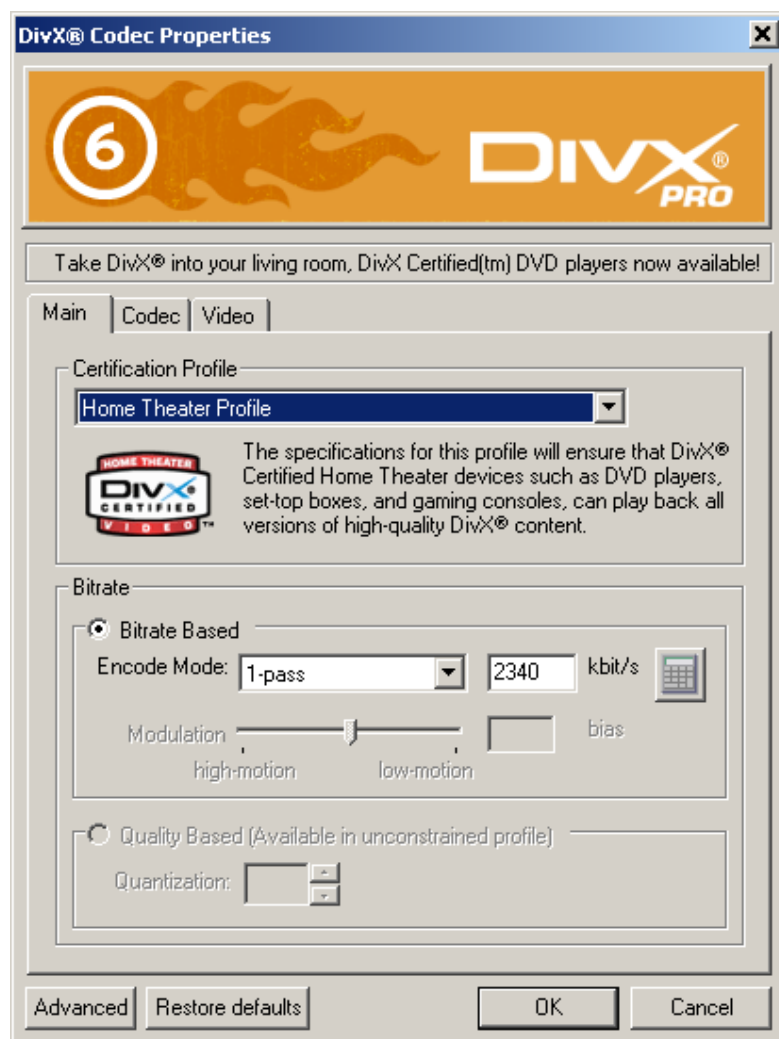 DivX® Codec Properties
6
DIVX®
PRO
Take DivX® into your living room, DivX Certified(tm) DVD players now available!
Main Codec Video
Certification Profile
Home Theater Profile
HOME THEATER
DIVX
CERTIFIED
VIDEO™
The specifications for this profile will ensure that DivX®
Certified Home Theater devices such as DVD players,
set-top boxes, and gaming consoles, can play back all
versions of high-quality DivX® content.
Bitrate
Bitrate Based
Encode Mode: 1-pass 2340 kbit/s
Modulation bias
high-motion low-motion
Quality Based (Available in unconstrained profile)
Quantization:
Advanced Restore defaults OK Cancel